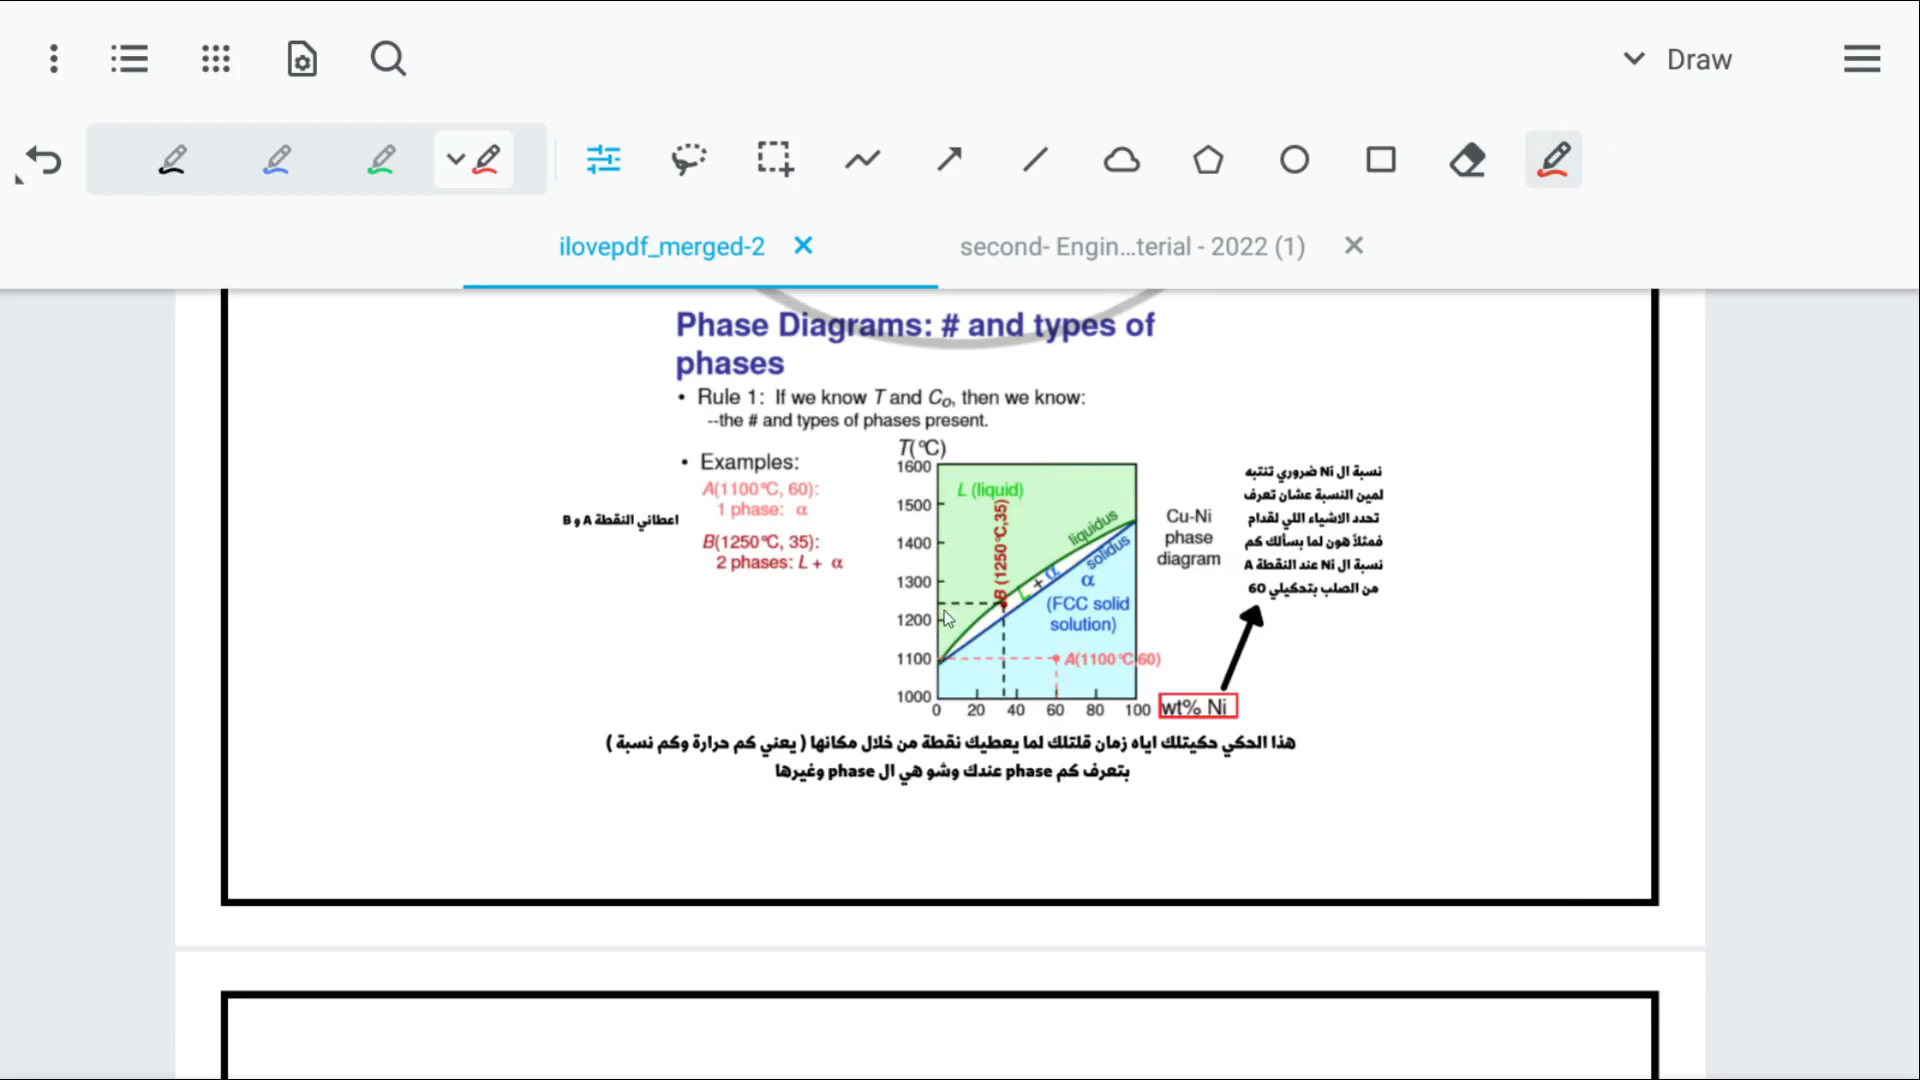 Draw
ilovepdf_merged-2
second- Engin...terial - 2022 (1)
Phase Diagrams: # and types of
phases
• Rule 1: If we know T and Co, then we know:
--the # and types of phases present.
• Examples:
A(1100°C, 60):
1 phase: α
B(1250°C, 35):
2 phases: L + α
اعطاني النقطة A و B
T(°C)
1600
1500
1400
1300
1200
1100
1000
0 20 40 60 80 100
wt% Ni
L (liquid)
B (1250°C,35)
liquidus
solidus
L + α
α
(FCC solid
solution)
A(1100°C,60)
Cu-Ni
phase
diagram
نسبة ال Ni ضروري تنتبه
لمين النسبة عشان تعرف
تحدد الاشياء اللي لقدام
فمثلاً هون لما بسألك كم
نسبة ال Ni عند النقطة A
من الصلب بتحكيلي 60
هذا الحكي حكيتلك اياه زمان قلتلك لما يعطيك نقطة من خلال مكانها ( يعني كم حرارة وكم نسبة )
بتعرف كم phase عندك وشو هي ال phase وغيرها